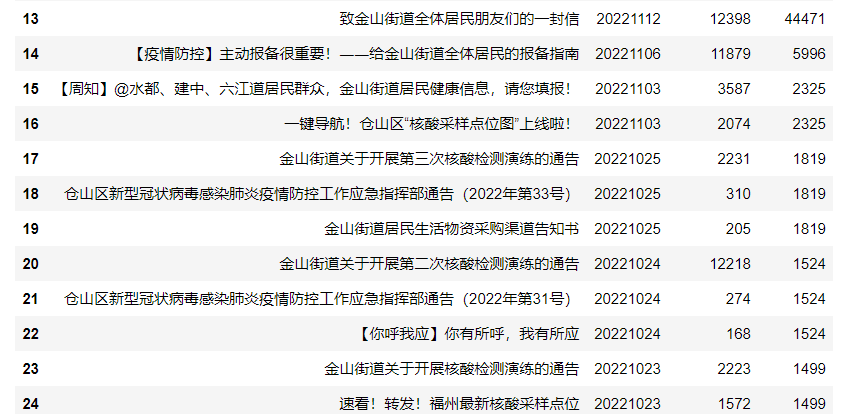 13 致金山街道全体居民朋友们的一封信 20221112 12398 44471
14 【疫情防控】主动报备很重要！——给金山街道全体居民的报备指南 20221106 11879 5996
15 【周知】@水都、建中、六江道居民群众，金山街道居民健康信息，请您填报！ 20221103 3587 2325
16 一键导航！仓山区“核酸采样点位图”上线啦！ 20221103 2074 2325
17 金山街道关于开展第三次核酸检测演练的通告 20221025 2231 1819
18 仓山区新型冠状病毒感染肺炎疫情防控工作应急指挥部通告（2022年第33号） 20221025 310 1819
19 金山街道居民生活物资采购渠道告知书 20221025 205 1819
20 金山街道关于开展第二次核酸检测演练的通告 20221024 12218 1524
21 仓山区新型冠状病毒感染肺炎疫情防控工作应急指挥部通告（2022年第31号） 20221024 274 1524
22 【你呼我应】你有所呼，我有所应 20221024 168 1524
23 金山街道关于开展核酸检测演练的通告 20221023 2223 1499
24 速看！转发！福州最新核酸采样点位 20221023 1572 1499